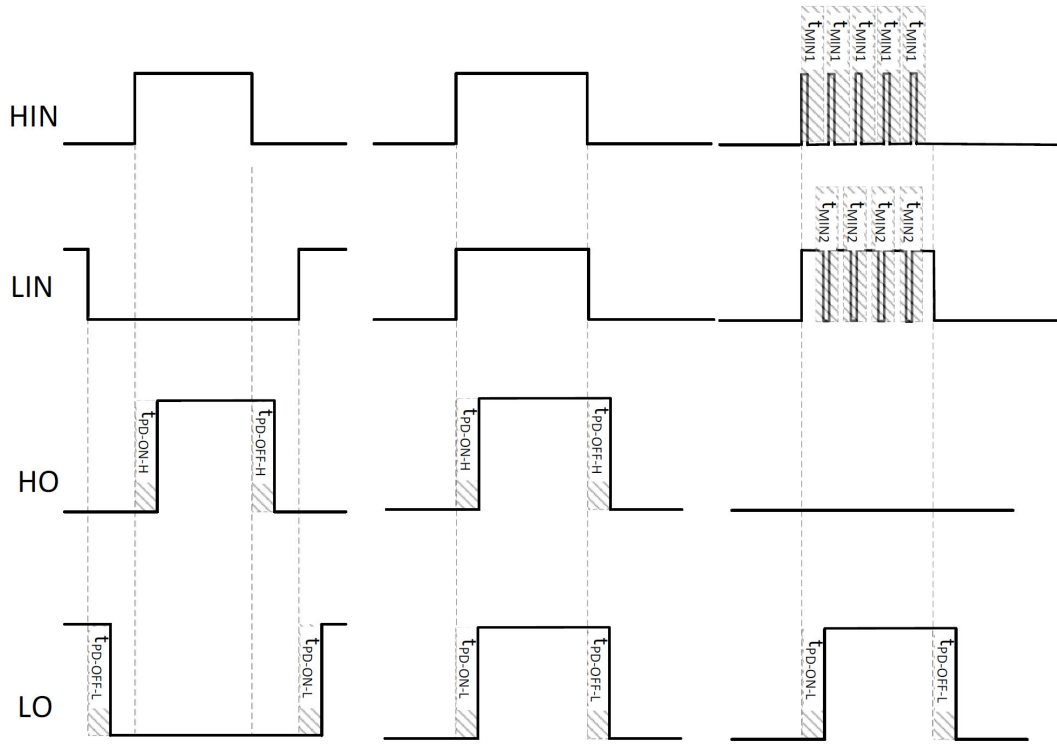 tMIN1 tMIN1 tMIN1 tMIN1 tMIN1
HIN
tMIN2 tMIN2 tMIN2 tMIN2
LIN
tPD-ON-H tPD-OFF-H tPD-ON-H tPD-OFF-H
HO
tPD-OFF-L tPD-ON-L tPD-ON-L tPD-OFF-L tPD-ON-L tPD-OFF-L
LO